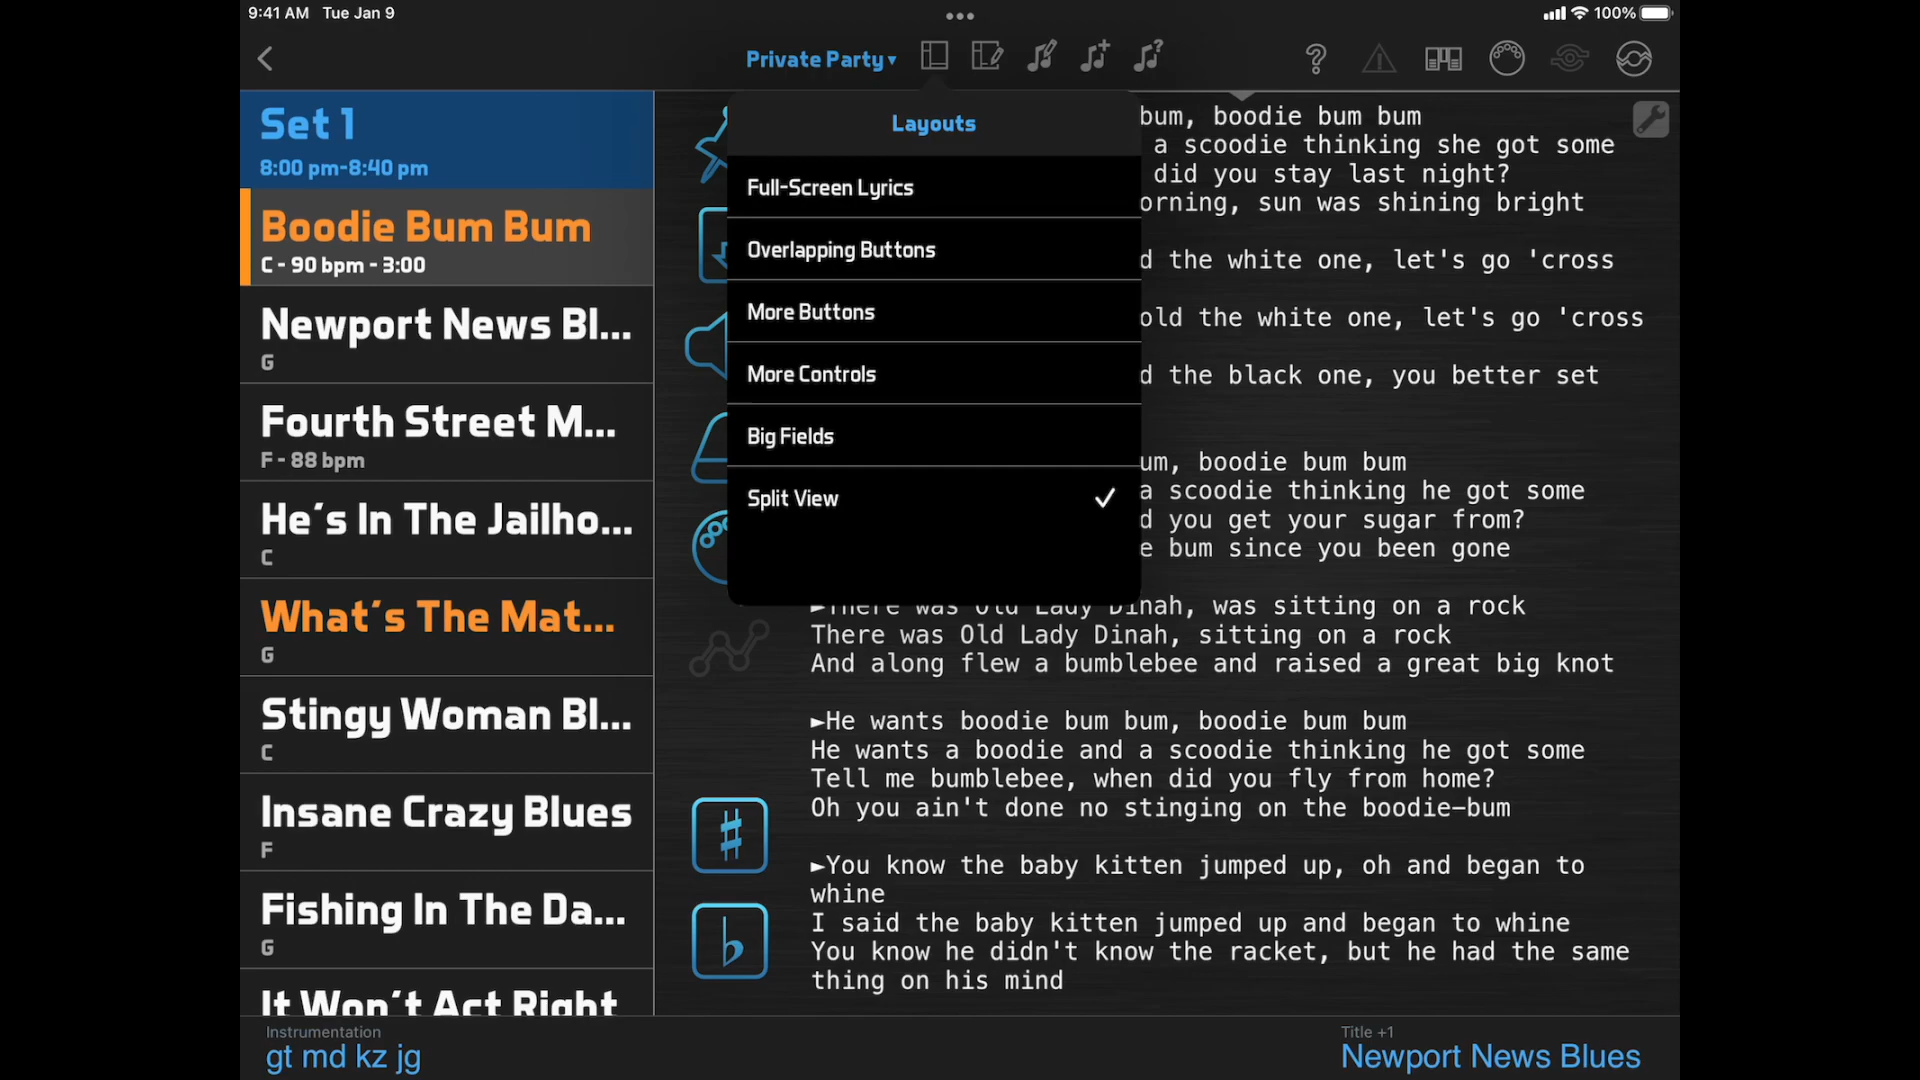 9:41 AM Tue Jan 9
100%
Private Party
Set 1
8:00 pm-8:40 pm
Boodie Bum Bum
C - 90 bpm - 3:00
Newport News Bl...
G
Fourth Street M...
F - 88 bpm
He's In The Jailho...
C
What's The Mat...
G
Stingy Woman Bl...
C
Insane Crazy Blues
F
Fishing In The Da...
G
It Won't Act Right
Layouts
Full-Screen Lyrics
Overlapping Buttons
More Buttons
More Controls
Big Fields
Split View
bum, boodie bum bum
a scoodie thinking she got some
did you stay last night?
orning, sun was shining bright
d the white one, let's go 'cross
old the white one, let's go 'cross
d the black one, you better set
um, boodie bum bum
a scoodie thinking he got some
d you get your sugar from?
e bum since you been gone
►There was Old Lady Dinah, was sitting on a rock
There was Old Lady Dinah, sitting on a rock
And along flew a bumblebee and raised a great big knot
►He wants boodie bum bum, boodie bum bum
He wants a boodie and a scoodie thinking he got some
Tell me bumblebee, when did you fly from home?
Oh you ain't done no stinging on the boodie-bum
►You know the baby kitten jumped up, oh and began to
whine
I said the baby kitten jumped up and began to whine
You know he didn't know the racket, but he had the same
thing on his mind
Instrumentation
gt md kz jg
Title +1
Newport News Blues